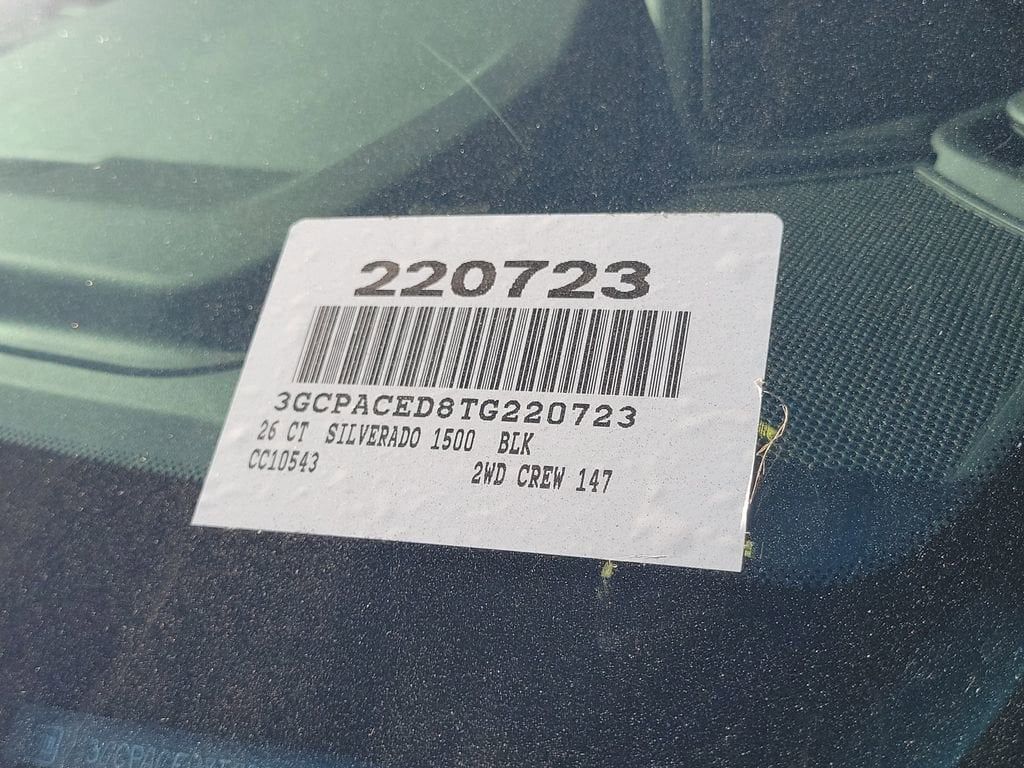 220723
3GCPACED8TG220723
26 CT SILVERADO 1500 BLK
CC10543 2WD CREW 147